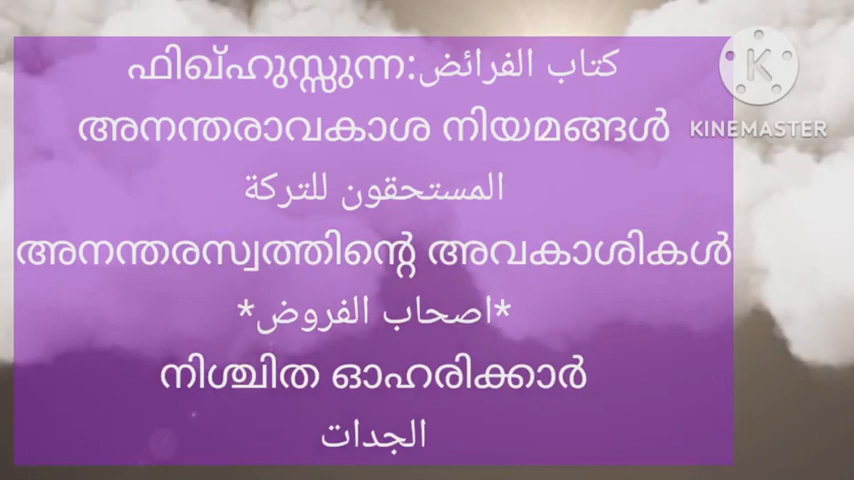 ഫിഖ്ഹുസ്സുന്ന:كتاب الفرائض
അനന്തരാവകാശ നിയമങ്ങൾ
المستحقون للتركة
അനന്തരസ്വത്തിന്റെ അവകാശികൾ
*اصحاب الفروض*
നിശ്ചിത ഓഹരിക്കാർ
الجدات
KINEMASTER